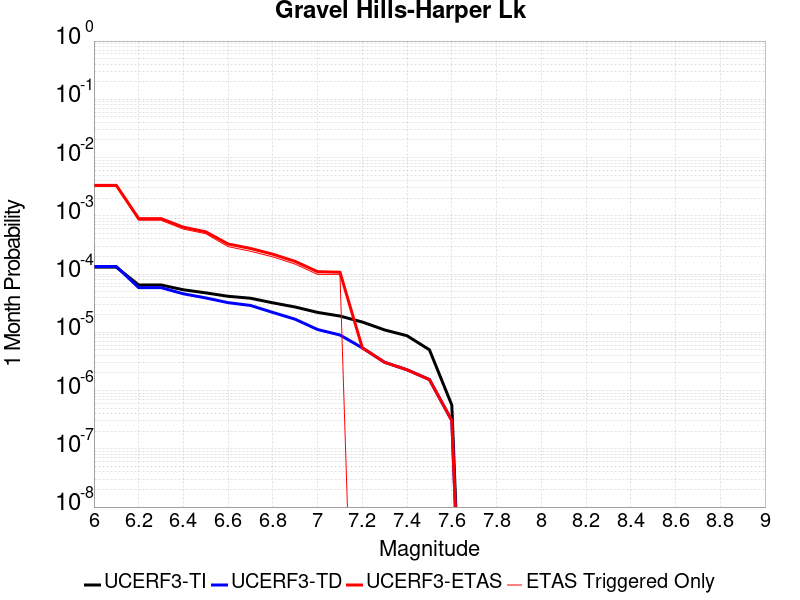 Gravel Hills-Harper Lk
10^0
10^-1
10^-2
10^-3
10^-4
10^-5
10^-6
10^-7
10^-8
1 Month Probability
6 6.2 6.4 6.6 6.8 7 7.2 7.4 7.6 7.8 8 8.2 8.4 8.6 8.8 9
Magnitude
UCERF3-TI UCERF3-TD UCERF3-ETAS ETAS Triggered Only